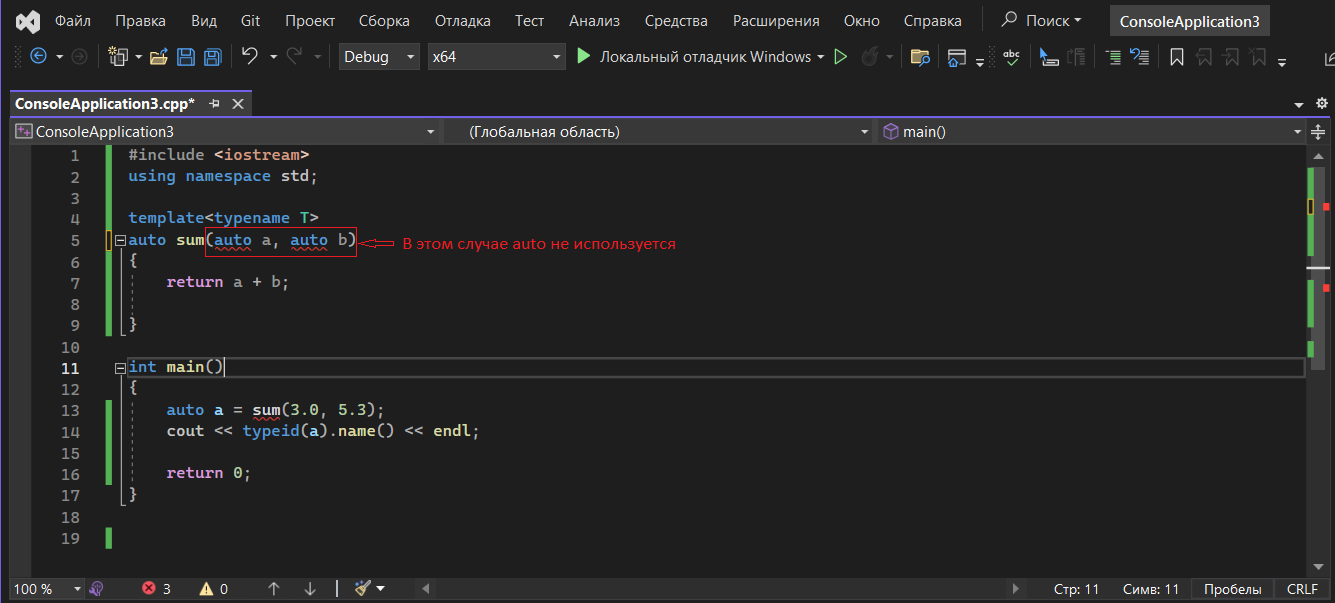 Файл Правка Вид Git Проект Сборка Отладка Тест Анализ Средства Расширения Окно Справка Поиск ConsoleApplication3
Debug x64 Локальный отладчик Windows abc
ConsoleApplication3.cpp*
ConsoleApplication3 (Глобальная область) main()
1 #include <iostream>
2 using namespace std;
3
4 template<typename T>
5 auto sum(auto a, auto b) В этом случае auto не используется
6 {
7 return a + b;
8
9 }
10
11 int main()
12 {
13 auto a = sum(3.0, 5.3);
14 cout << typeid(a).name() << endl;
15
16 return 0;
17 }
18
19
100 % 3 0 Стр: 11 Симв: 11 Пробелы CRLF